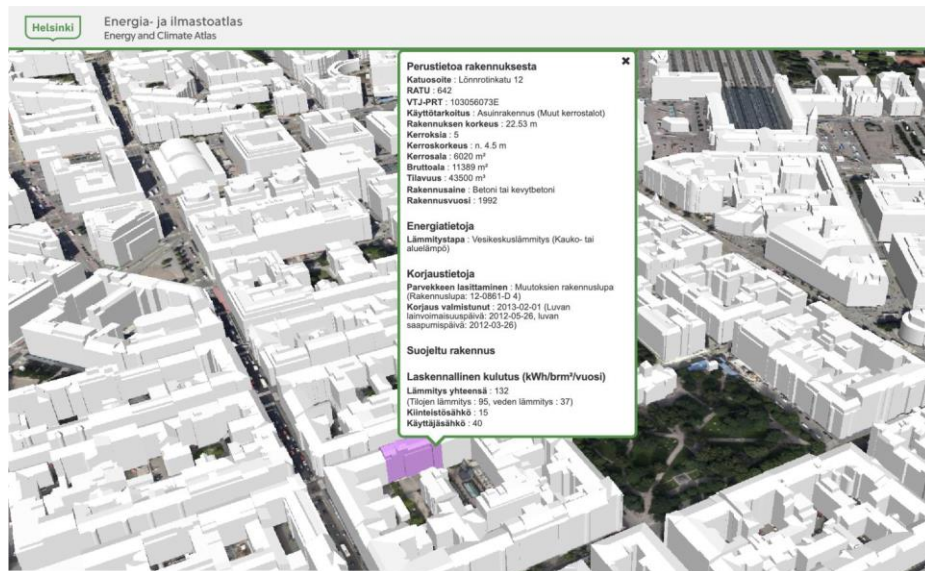 Helsinki
Energia- ja ilmastoatlas
Energy and Climate Atlas
Perustietoa rakennuksesta
Katuosoite : Lönnrotinkatu 12
RATU : 642
VTJ-PRT : 103056073E
Käyttötarkoitus : Asuinrakennus (Muut kerrostalot)
Rakennuksen korkeus : 22.53 m
Kerroksia : 5
Kerroskorkeus : n. 4.5 m
Kerrosala : 6020 m²
Bruttoala : 11389 m²
Tilavuus : 43500 m³
Rakennusaine : Betoni tai kevytbetoni
Rakennusvuosi : 1992
Energiatietoja
Lämmitystapa : Vesikeskuslämmitys (Kauko- tai
aluelämpö)
Korjaustietoja
Parvekkeen lasittaminen : Muutoksien rakennuslupa
(Rakennuslupa: 12-0861-D 4)
Korjaus valmistunut : 2013-02-01 (Luvan
lainvoimaisuuspäivä: 2012-05-26, luvan
saapumispäivä: 2012-03-26)
Suojeltu rakennus
Laskennallinen kulutus (kWh/brm²/vuosi)
Lämmitys yhteensä : 132
(Tilojen lämmitys : 95, veden lämmitys : 37)
Kiinteistösähkö : 15
Käyttäjäsähkö : 40